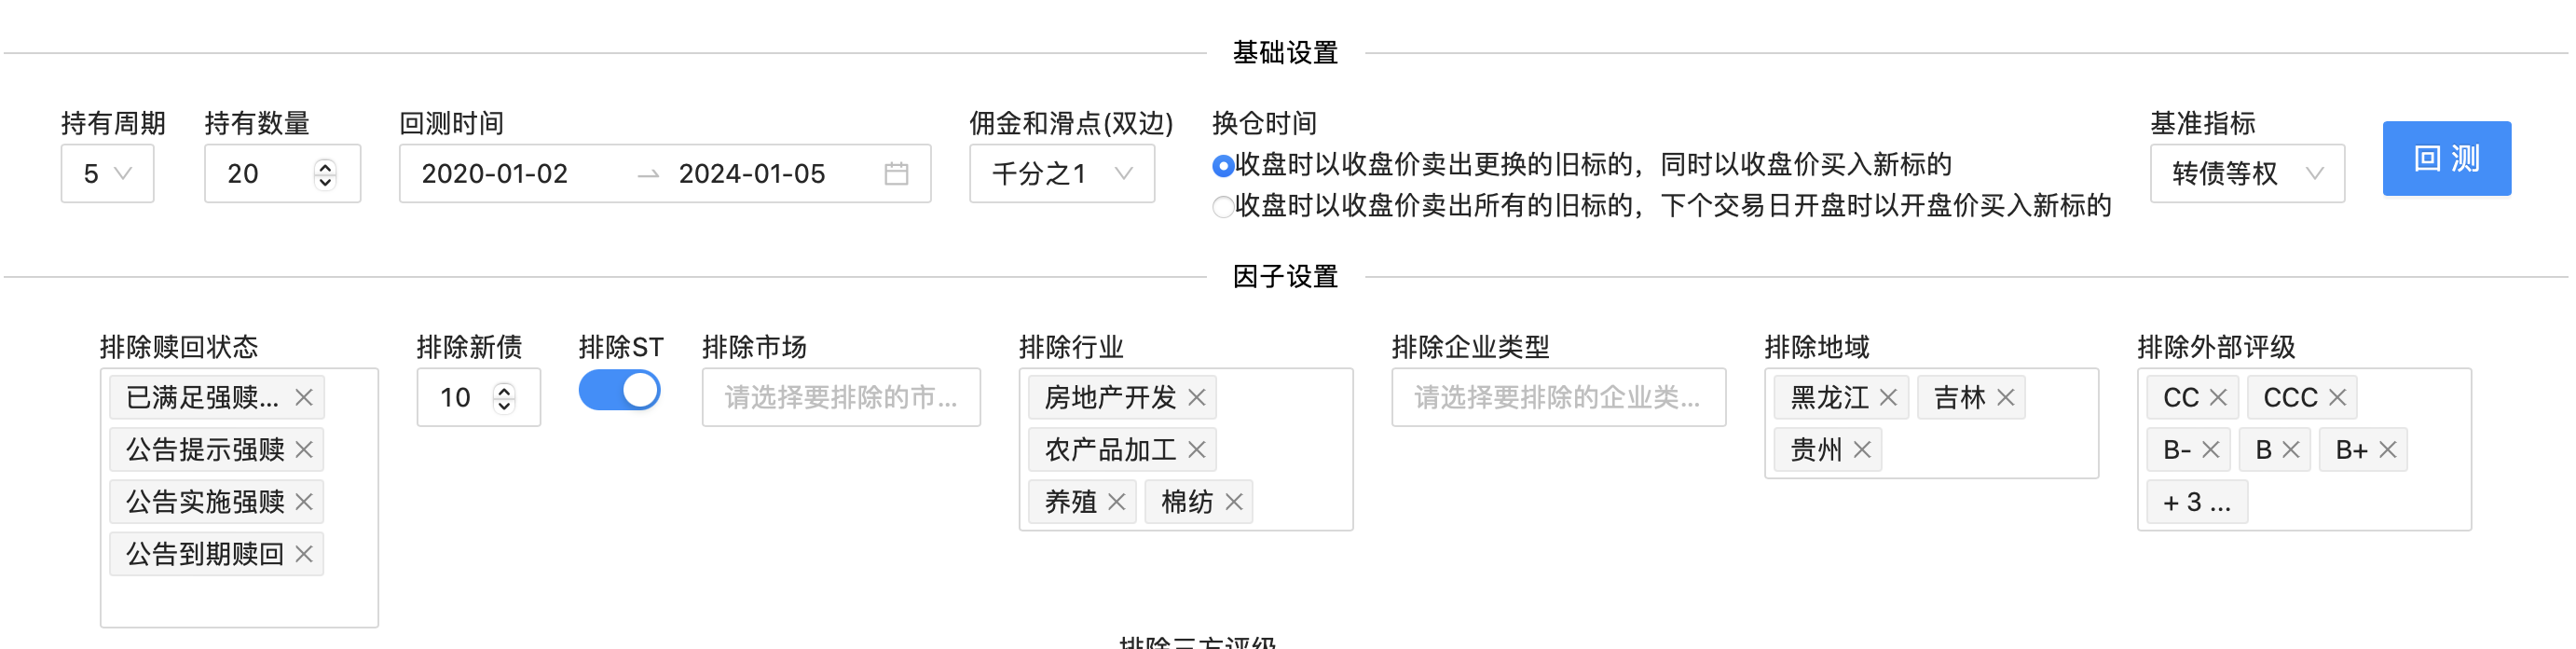 基础设置
持有周期 持有数量 回测时间 佣金和滑点(双边) 换仓时间 基准指标
5 20 2020-01-02 → 2024-01-05 千分之1 收盘时以收盘价卖出更换的旧标的，同时以收盘价买入新标的 转债等权 回 测
收盘时以收盘价卖出所有的旧标的，下个交易日开盘时以开盘价买入新标的
因子设置
排除赎回状态 排除新债 排除ST 排除市场 排除行业 排除企业类型 排除地域 排除外部评级
已满足强赎... 10 请选择要排除的市... 房地产开发 请选择要排除的企业类... 黑龙江 吉林 CC CCC
公告提示强赎 农产品加工 贵州 B- B B+
公告实施强赎 养殖 棉纺 + 3 ...
公告到期赎回
排除三方评级